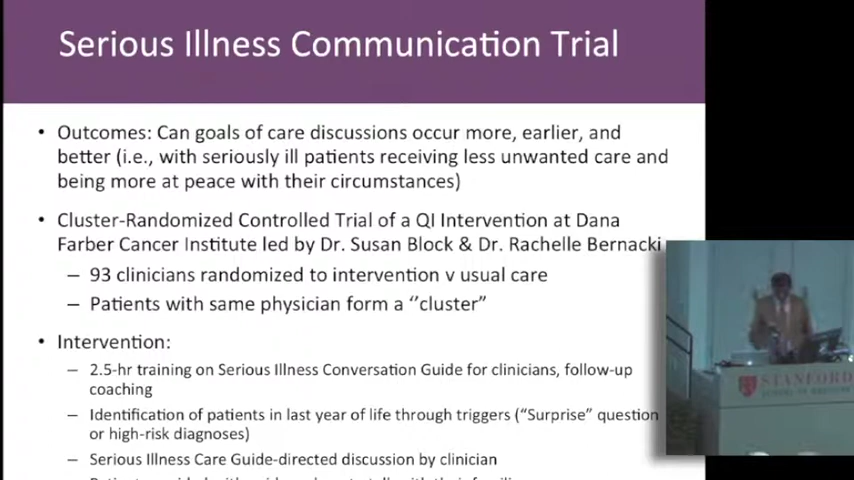 Serious Illness Communication Trial
• Outcomes: Can goals of care discussions occur more, earlier, and
better (i.e., with seriously ill patients receiving less unwanted care and
being more at peace with their circumstances)
• Cluster-Randomized Controlled Trial of a QI Intervention at Dana
Farber Cancer Institute led by Dr. Susan Block & Dr. Rachelle Bernacki
– 93 clinicians randomized to intervention v usual care
– Patients with same physician form a ‘’cluster”
• Intervention:
– 2.5-hr training on Serious Illness Conversation Guide for clinicians, follow-up
coaching
– Identification of patients in last year of life through triggers (“Surprise” question
or high-risk diagnoses)
– Serious Illness Care Guide-directed discussion by clinician
STANFORD
SCHOOL OF MEDICINE